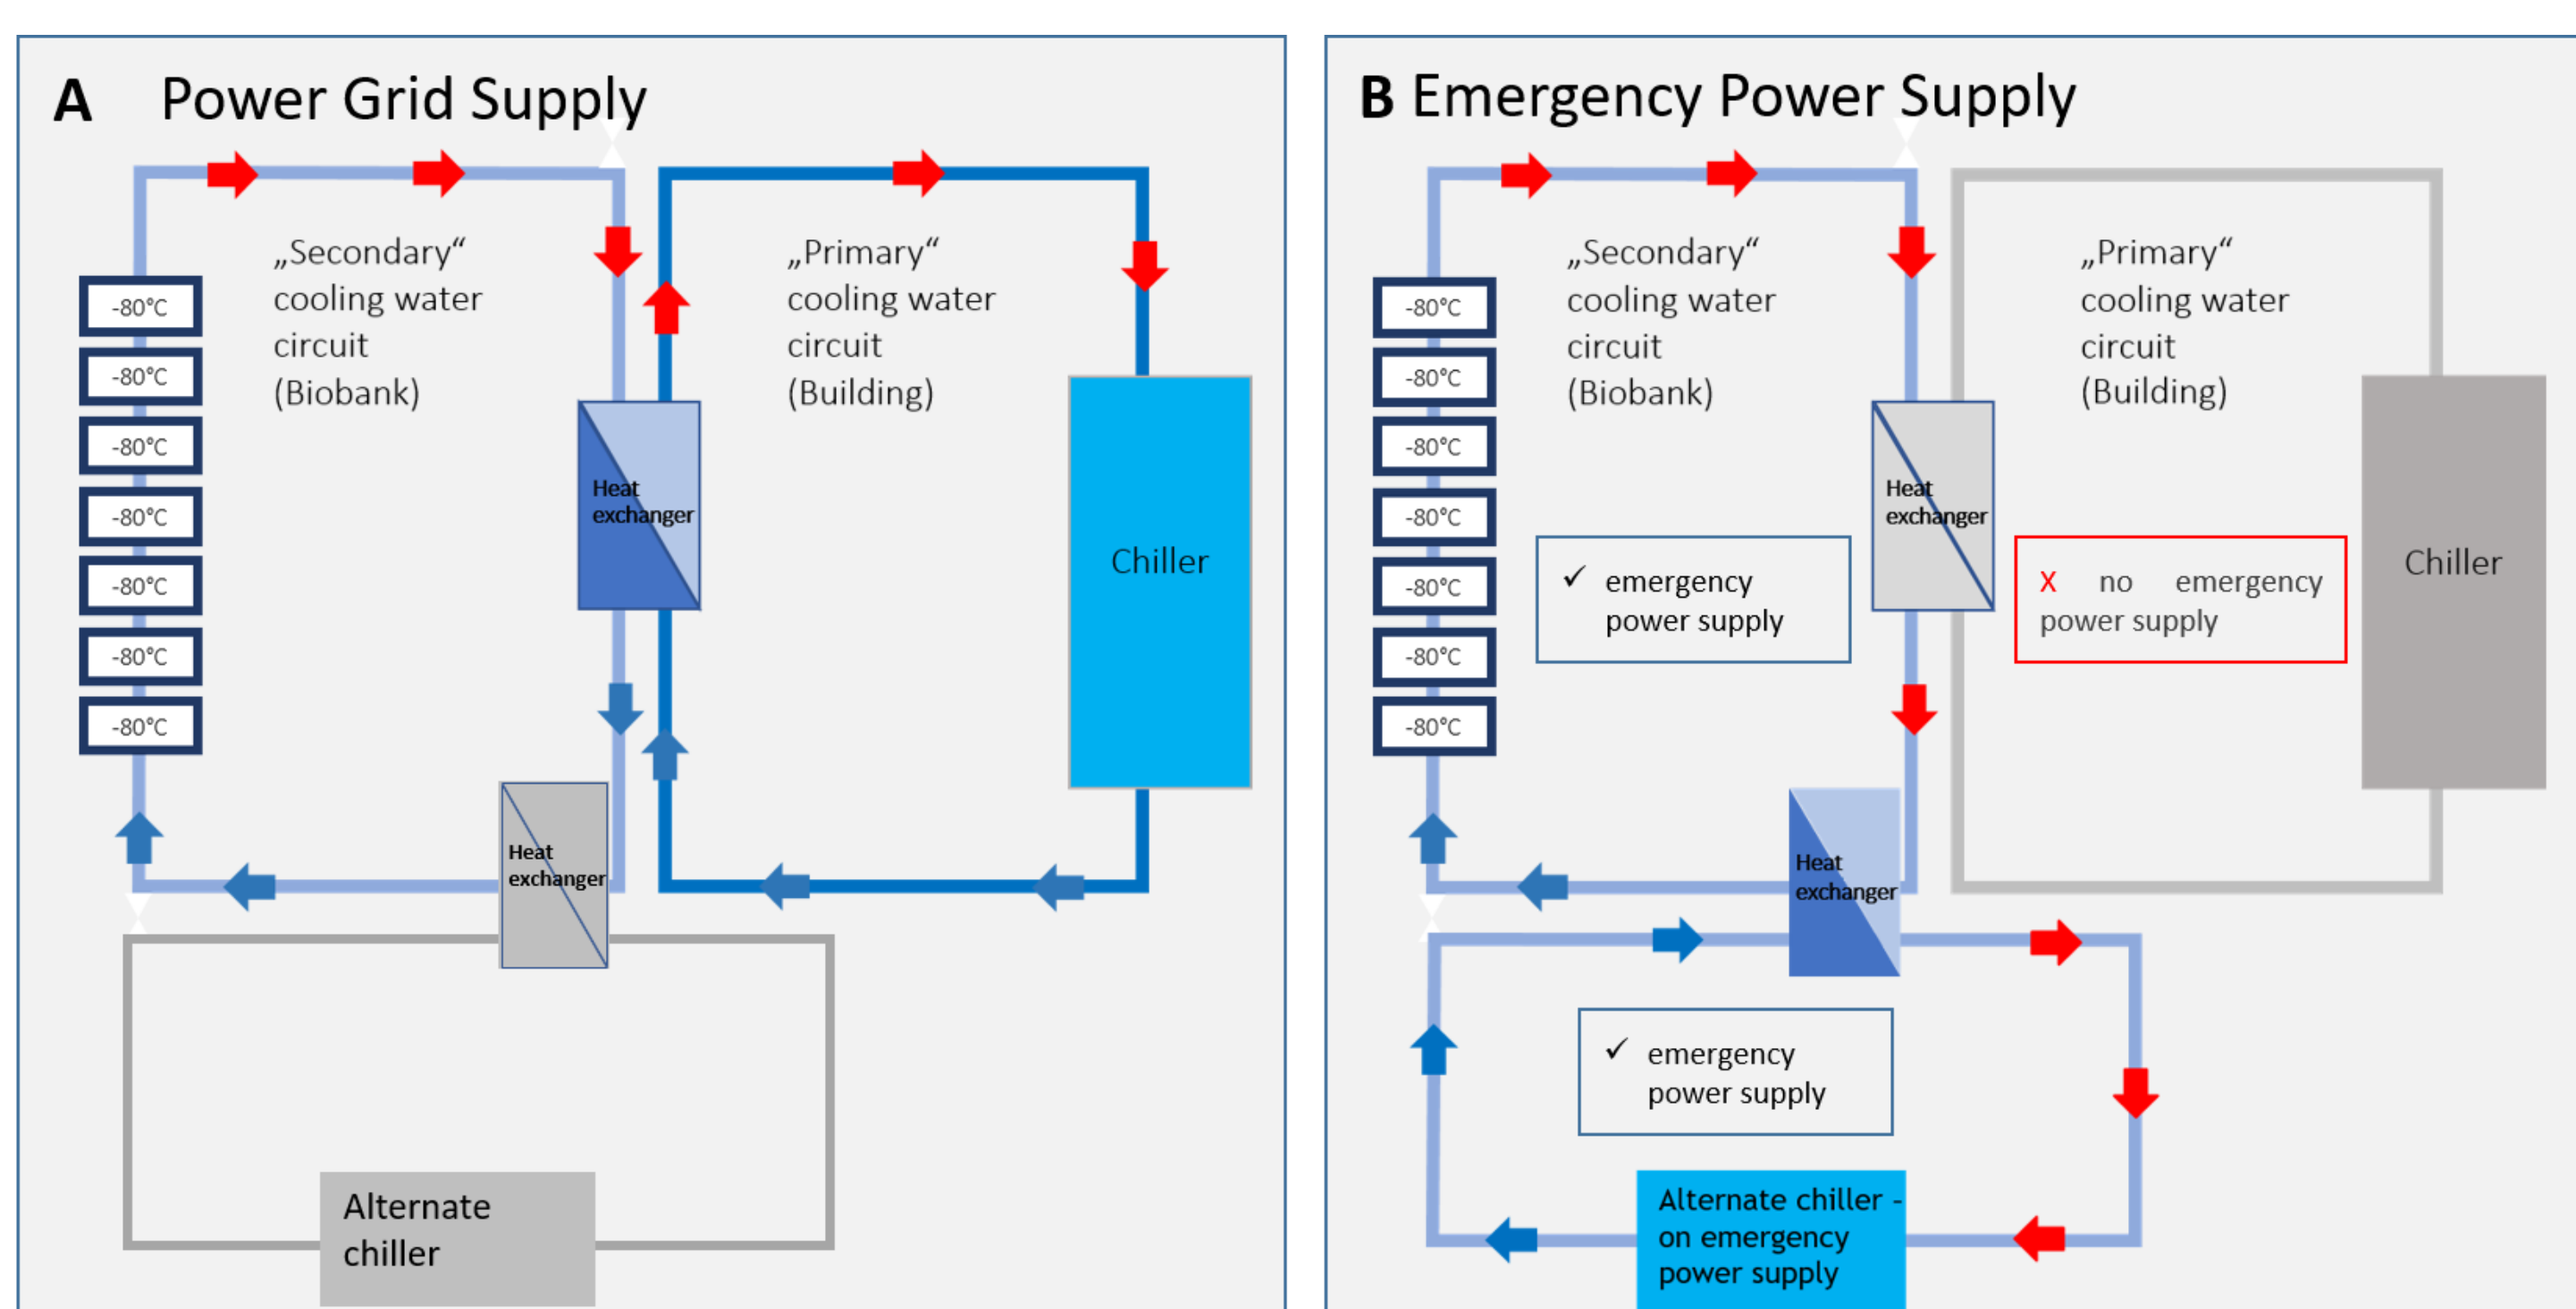 A Power Grid Supply
„Secondary“
cooling water
circuit
(Biobank)
„Primary“
cooling water
circuit
(Building)
-80°C
-80°C
-80°C
-80°C
-80°C
-80°C
-80°C
Heat
exchanger
Chiller
Heat
exchanger
Alternate
chiller
B Emergency Power Supply
„Secondary“
cooling water
circuit
(Biobank)
„Primary“
cooling water
circuit
(Building)
-80°C
-80°C
-80°C
-80°C
-80°C
-80°C
-80°C
Heat
exchanger
✓ emergency
power supply
X no emergency
power supply
Chiller
Heat
exchanger
✓ emergency
power supply
Alternate chiller -
on emergency
power supply